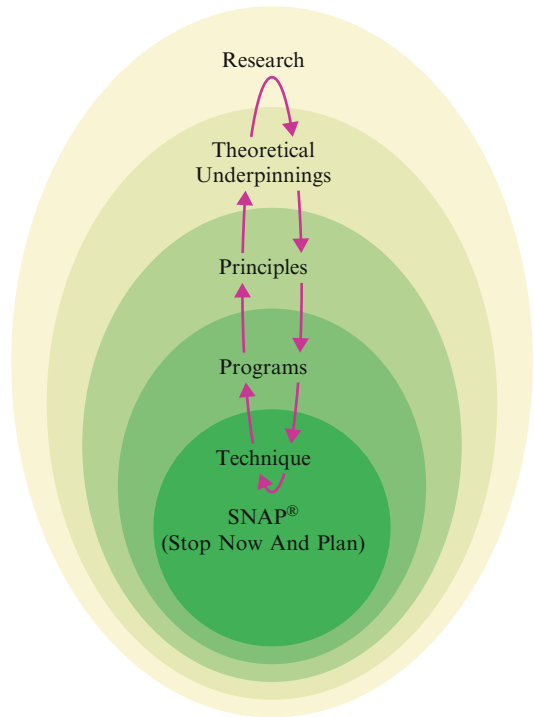 Research
Theoretical
Underpinnings
Principles
Programs
Technique
SNAP®
(Stop Now And Plan)